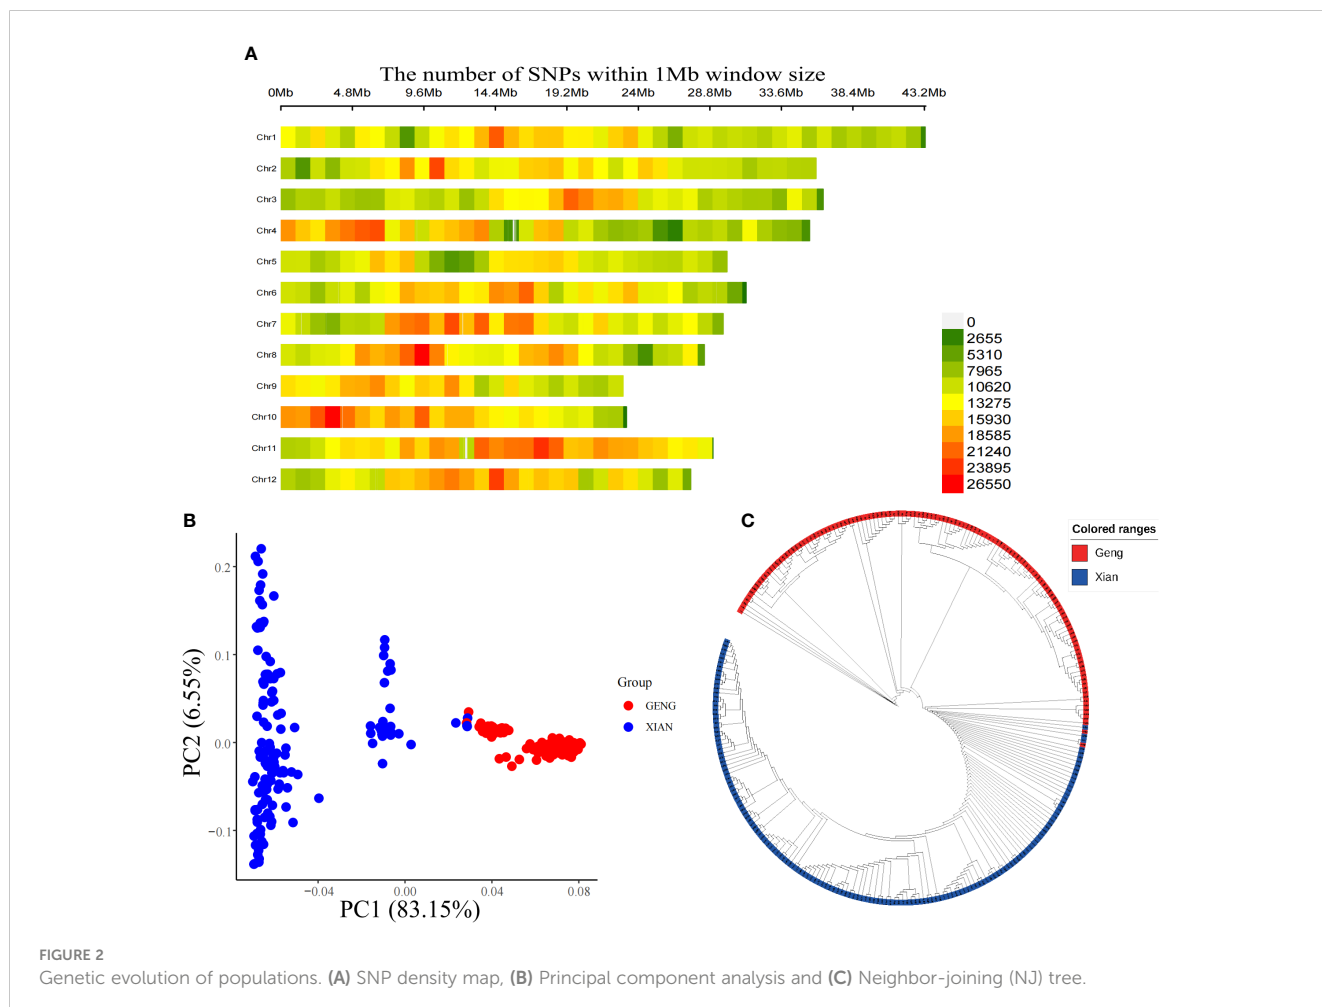 A
The number of SNPs within 1Mb window size
0Mb 4.8Mb 9.6Mb 14.4Mb 19.2Mb 24Mb 28.8Mb 33.6Mb 38.4Mb 43.2Mb
Chr1
Chr2
Chr3
Chr4
Chr5
Chr6
Chr7
Chr8
Chr9
Chr10
Chr11
Chr12
0
2655
5310
7965
10620
13275
15930
18585
21240
23895
26550
B
PC2 (6.55%)
0.2
0.1
0.0
−0.1
−0.04 0.00 0.04 0.08
PC1 (83.15%)
Group
GENG
XIAN
C
Colored ranges
Geng
Xian
FIGURE 2
Genetic evolution of populations. (A) SNP density map, (B) Principal component analysis and (C) Neighbor-joining (NJ) tree.